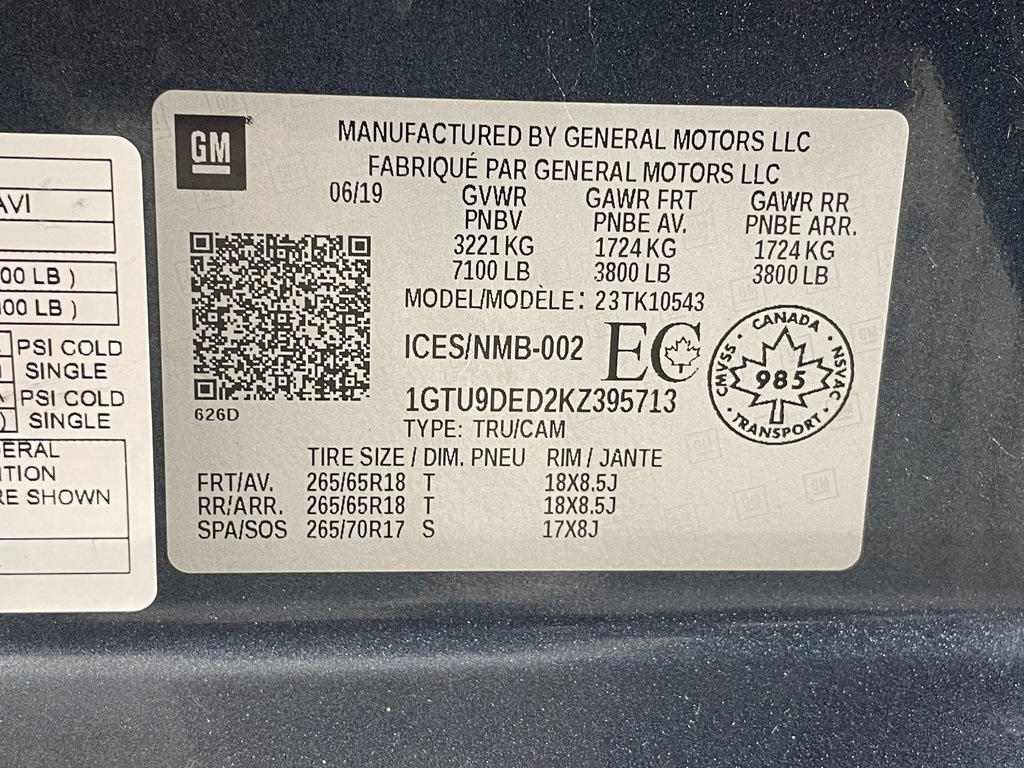 GM
MANUFACTURED BY GENERAL MOTORS LLC
FABRIQUÉ PAR GENERAL MOTORS LLC
06/19 GVWR GAWR FRT GAWR RR
PNBV PNBE AV. PNBE ARR.
3221 KG 1724 KG 1724 KG
7100 LB 3800 LB 3800 LB
MODEL/MODÈLE: 23TK10543
ICES/NMB-002 EC
CANADA
CMVSS 985 NSVAC
TRANSPORT
626D
1GTU9DED2KZ395713
TYPE: TRU/CAM
TIRE SIZE / DIM. PNEU RIM / JANTE
FRT/AV. 265/65R18 T 18X8.5J
RR/ARR. 265/65R18 T 18X8.5J
SPA/SOS 265/70R17 S 17X8J
AVI
00 LB )
00 LB )
PSI COLD
SINGLE
PSI COLD
SINGLE
ERAL
ITION
RE SHOWN